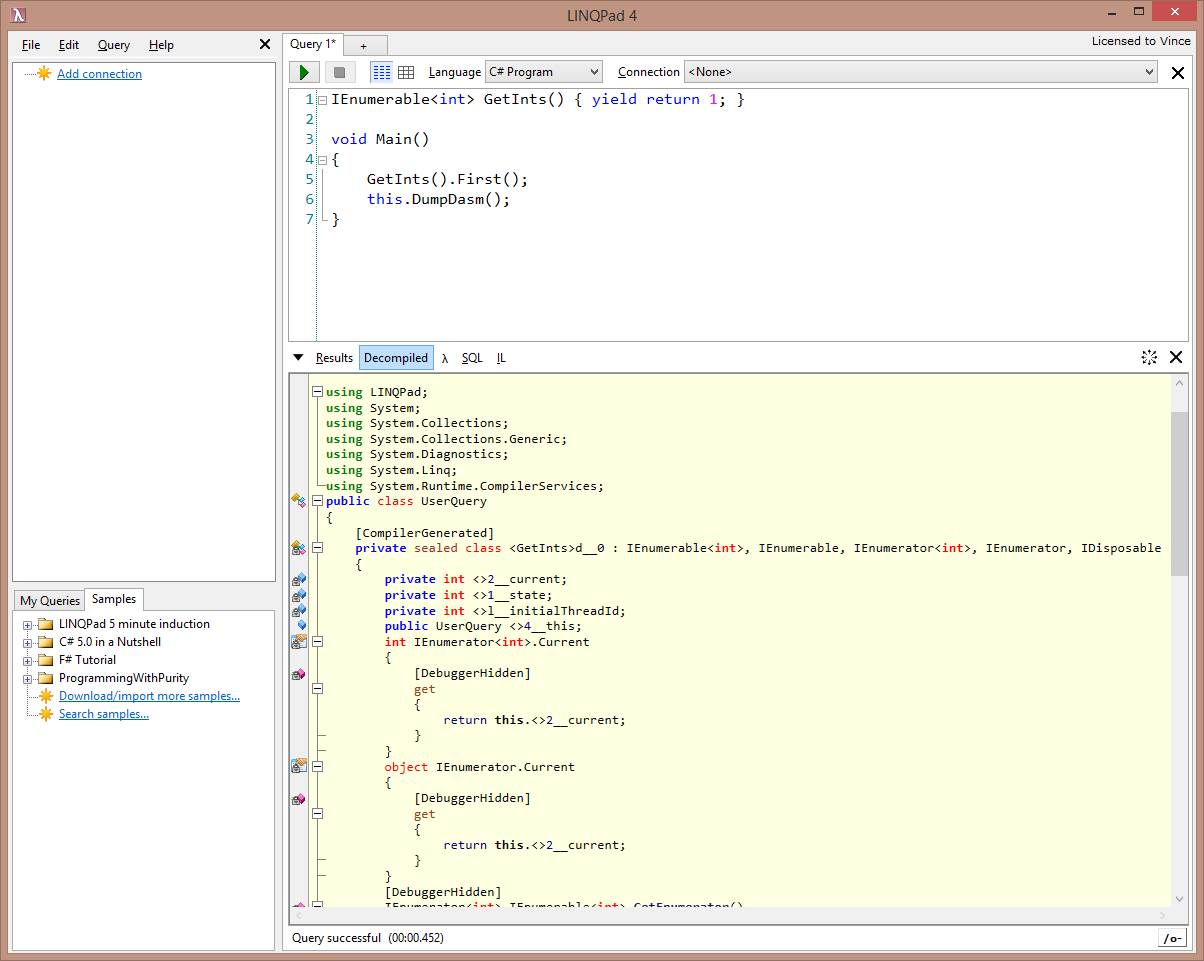 LINQPad 4
File Edit Query Help
Add connection
Query 1* +
Licensed to Vince
Language C# Program Connection <None>
1 IEnumerable<int> GetInts() { yield return 1; }
2
3 void Main()
4 {
5 GetInts().First();
6 this.DumpDasm();
7 }
Results Decompiled λ SQL IL
using LINQPad;
using System;
using System.Collections;
using System.Collections.Generic;
using System.Diagnostics;
using System.Linq;
using System.Runtime.CompilerServices;
public class UserQuery
{
[CompilerGenerated]
private sealed class <GetInts>d__0 : IEnumerable<int>, IEnumerable, IEnumerator<int>, IEnumerator, IDisposable
{
private int <>2__current;
private int <>1__state;
private int <>l__initialThreadId;
public UserQuery <>4__this;
int IEnumerator<int>.Current
{
[DebuggerHidden]
get
{
return this.<>2__current;
}
}
object IEnumerator.Current
{
[DebuggerHidden]
get
{
return this.<>2__current;
}
}
[DebuggerHidden]
IEnumerator<int> IEnumerable<int>.GetEnumerator()
My Queries Samples
LINQPad 5 minute induction
C# 5.0 in a Nutshell
F# Tutorial
ProgrammingWithPurity
Download/import more samples...
Search samples...
Query successful (00:00.452)
/o-